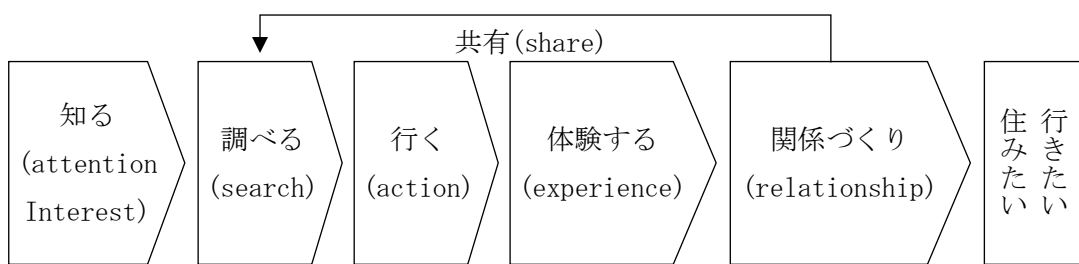 共有(share)
知る
(attention
Interest)
調べる
(search)
行く
(action)
体験する
(experience)
関係づくり
(relationship)
行きたい
住みたい